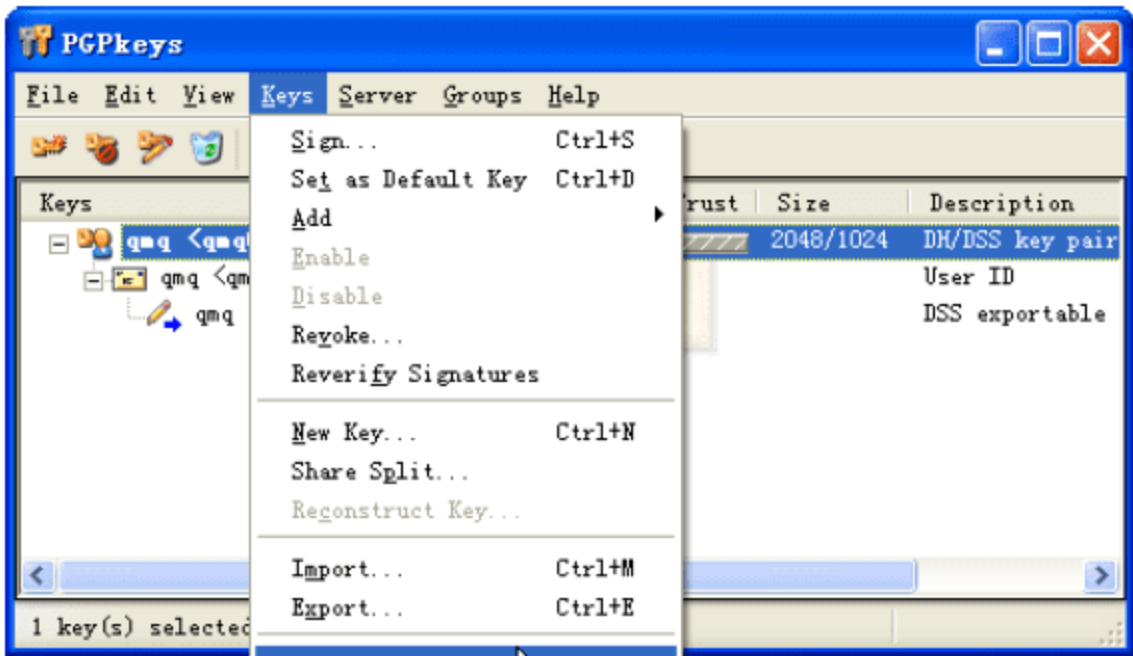 PGPkeys
File Edit View Keys Server Groups Help
Sign... Ctrl+S
Set as Default Key Ctrl+D
Keys rust Size Description
Add
qmq <qmq 2048/1024 DH/DSS key pair
Enable
qmq <qm User ID
Disable
qmq DSS exportable
Revoke...
Reverify Signatures
New Key... Ctrl+N
Share Split...
Reconstruct Key...
Import... Ctrl+M
Export... Ctrl+E
1 key(s) selected